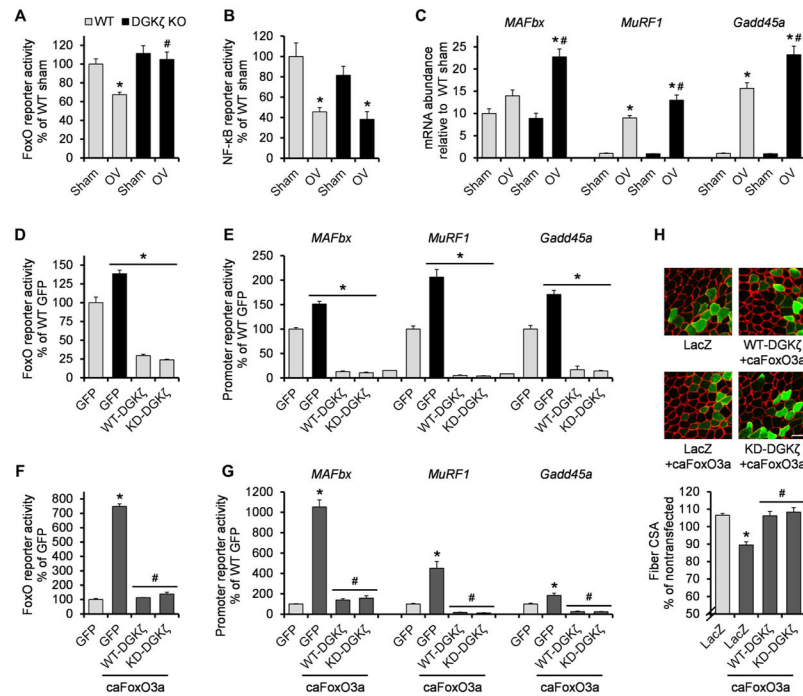 A
WT DGKζ KO
FoxO reporter activity
% of WT sham
140
120
100
80
60
40
20
0
*
#
Sham OV Sham OV
B
NF-κB reporter activity
% of WT sham
120
100
80
60
40
20
0
*
*
Sham OV Sham OV
C
MAFbx MuRF1 Gadd45a
mRNA abundance
relative to WT sham
30
25
20
15
10
5
0
*# * *# * *#
Sham OV Sham OV Sham OV Sham OV Sham OV Sham OV
D
FoxO reporter activity
% of WT GFP
150
125
100
75
50
25
0
*
GFP GFP WT-DGKζ KD-DGKζ
E
MAFbx MuRF1 Gadd45a
Promoter reporter activity
% of WT GFP
250
200
150
100
50
0
* * *
GFP GFP WT-DGKζ KD-DGKζ GFP GFP WT-DGKζ KD-DGKζ GFP GFP WT-DGKζ KD-DGKζ
F
FoxO reporter activity
% of GFP
800
700
600
500
400
300
200
100
0
*
#
GFP GFP WT-DGKζ KD-DGKζ
caFoxO3a
G
MAFbx MuRF1 Gadd45a
Promoter reporter activity
% of WT GFP
1200
1000
800
600
400
200
0
* # * # * #
GFP GFP WT-DGKζ KD-DGKζ GFP GFP WT-DGKζ KD-DGKζ GFP GFP WT-DGKζ KD-DGKζ
caFoxO3a caFoxO3a caFoxO3a
H
LacZ
WT-DGKζ
+caFoxO3a
LacZ
+caFoxO3a
KD-DGKζ
+caFoxO3a
Fiber CSA
% of nontransfected
120
110
100
90
80
70
60
50
*
#
LacZ LacZ WT-DGKζ KD-DGKζ
caFoxO3a